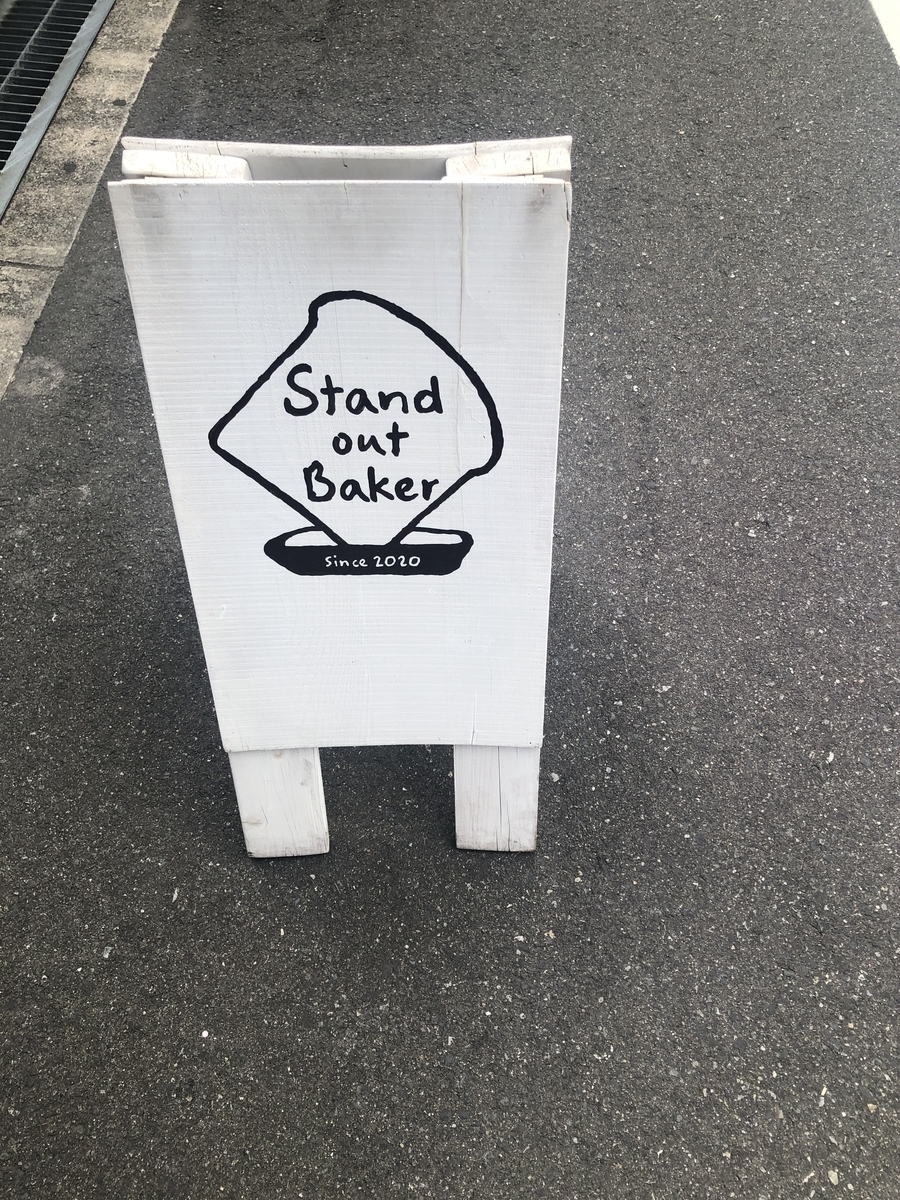 Stand
out
Baker
since 2020